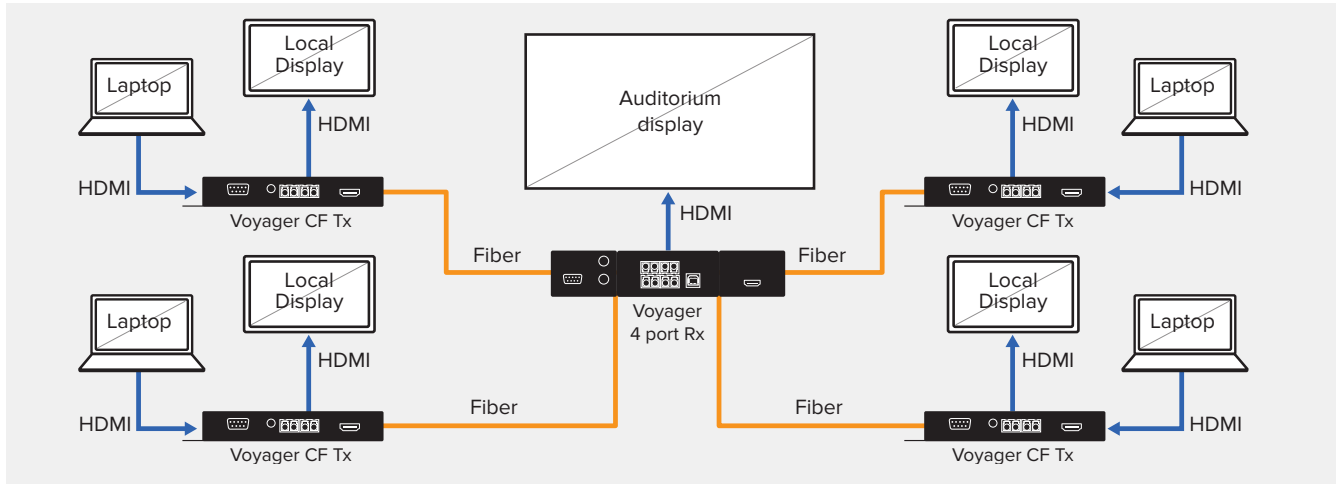 Laptop
Local
Display
HDMI
HDMI
Voyager CF Tx
Fiber
Auditorium
display
HDMI
Voyager
4 port Rx
Local
Display
Laptop
HDMI
HDMI
Voyager CF Tx
Fiber
Laptop
Local
Display
HDMI
HDMI
Voyager CF Tx
Fiber
Local
Display
Laptop
HDMI
HDMI
Voyager CF Tx
Fiber